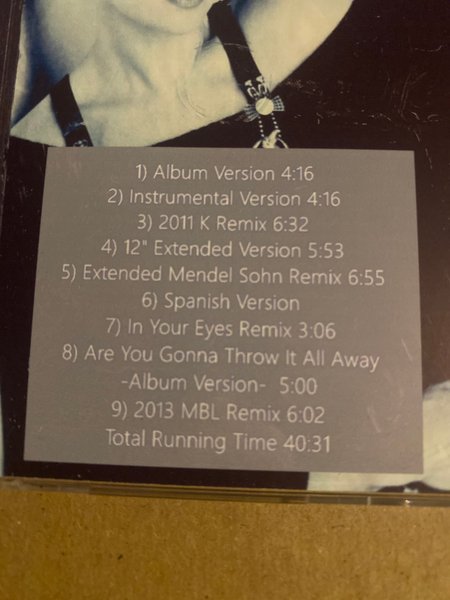 1) Album Version 4:16
2) Instrumental Version 4:16
3) 2011 K Remix 6:32
4) 12" Extended Version 5:53
5) Extended Mendel Sohn Remix 6:55
6) Spanish Version
7) In Your Eyes Remix 3:06
8) Are You Gonna Throw It All Away
-Album Version- 5:00
9) 2013 MBL Remix 6:02
Total Running Time 40:31